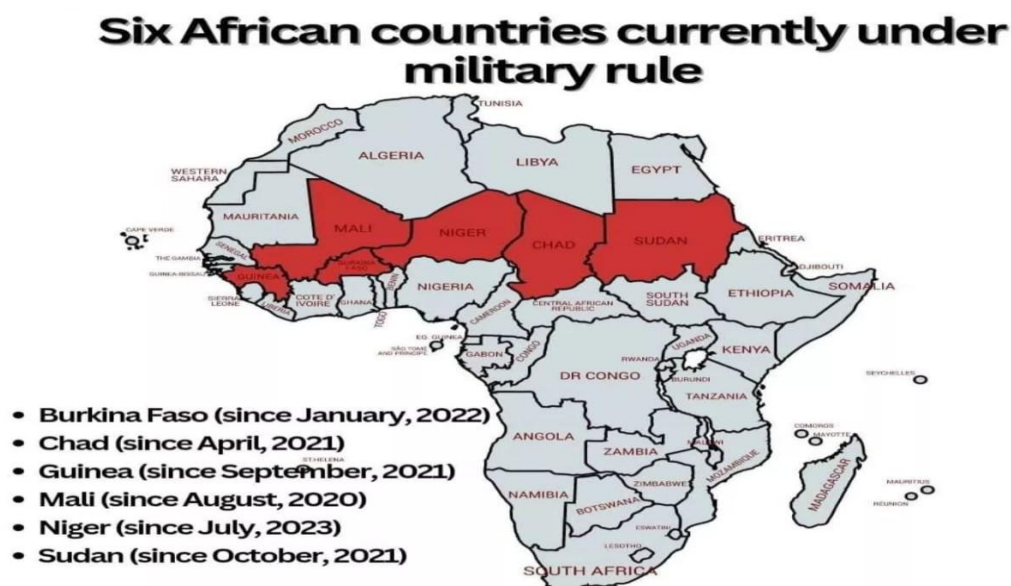 Six African countries currently under
military rule
TUNISIA
MOROCCO
ALGERIA
LIBYA
EGYPT
WESTERN
SAHARA
MAURITANIA
MALI
NIGER
CHAD
SUDAN
ERITREA
CAPE VERDE
SENEGAL
THE GAMBIA
GUINEA-BISSAU
GUINEA
BURKINA
FASO
BENIN
NIGERIA
DJIBOUTI
SOMALIA
ETHIOPIA
SIERRA
LEONE
LIBERIA
COTE D'
IVOIRE
GHANA
TOGO
CAMEROON
CENTRAL AFRICAN
REPUBLIC
SOUTH
SUDAN
EQ. GUINEA
SÃO TOMÉ
AND PRINCIPE
GABON
CONGO
DR CONGO
UGANDA
KENYA
RWANDA
BURUNDI
TANZANIA
SEYCHELLES
COMOROS
MAYOTTE
ANGOLA
ZAMBIA
MALAWI
MOZAMBIQUE
MADAGASCAR
MAURITIUS
RÉUNION
ZIMBABWE
NAMIBIA
BOTSWANA
ESWATINI
LESOTHO
SOUTH AFRICA
ST.HELENA
• Burkina Faso (since January, 2022)
• Chad (since April, 2021)
• Guinea (since September, 2021)
• Mali (since August, 2020)
• Niger (since July, 2023)
• Sudan (since October, 2021)